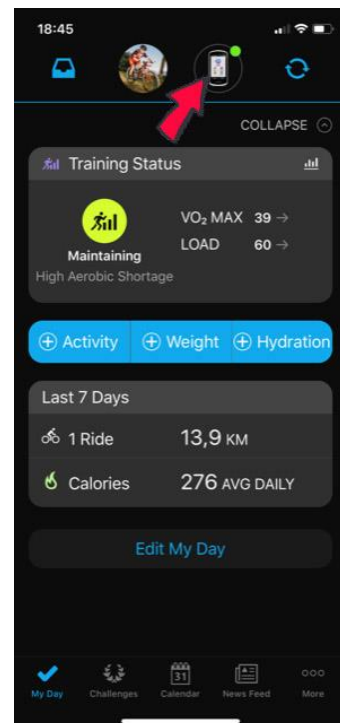 18:45
COLLAPSE
Training Status
VO₂ MAX 39 →
LOAD 60 →
Maintaining
High Aerobic Shortage
Activity
Weight
Hydration
Last 7 Days
1 Ride 13,9 KM
Calories 276 AVG DAILY
Edit My Day
31
My Day Challenges Calendar News Feed More